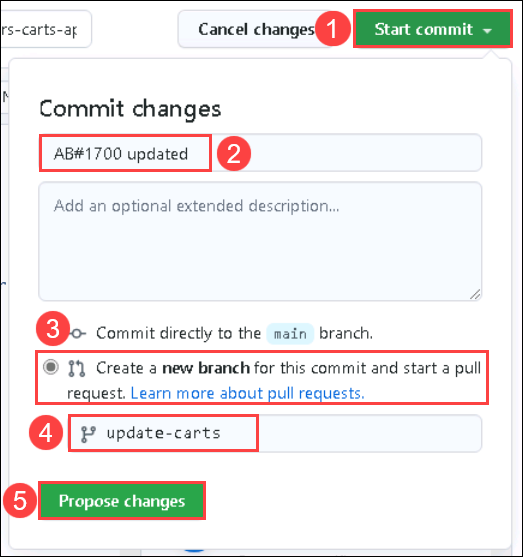 rs-carts-ap
Cancel changes
1
Start commit
Commit changes
AB#1700 updated
2
Add an optional extended description...
3
Commit directly to the main branch.
Create a new branch for this commit and start a pull
request. Learn more about pull requests.
4
update-carts
5
Propose changes